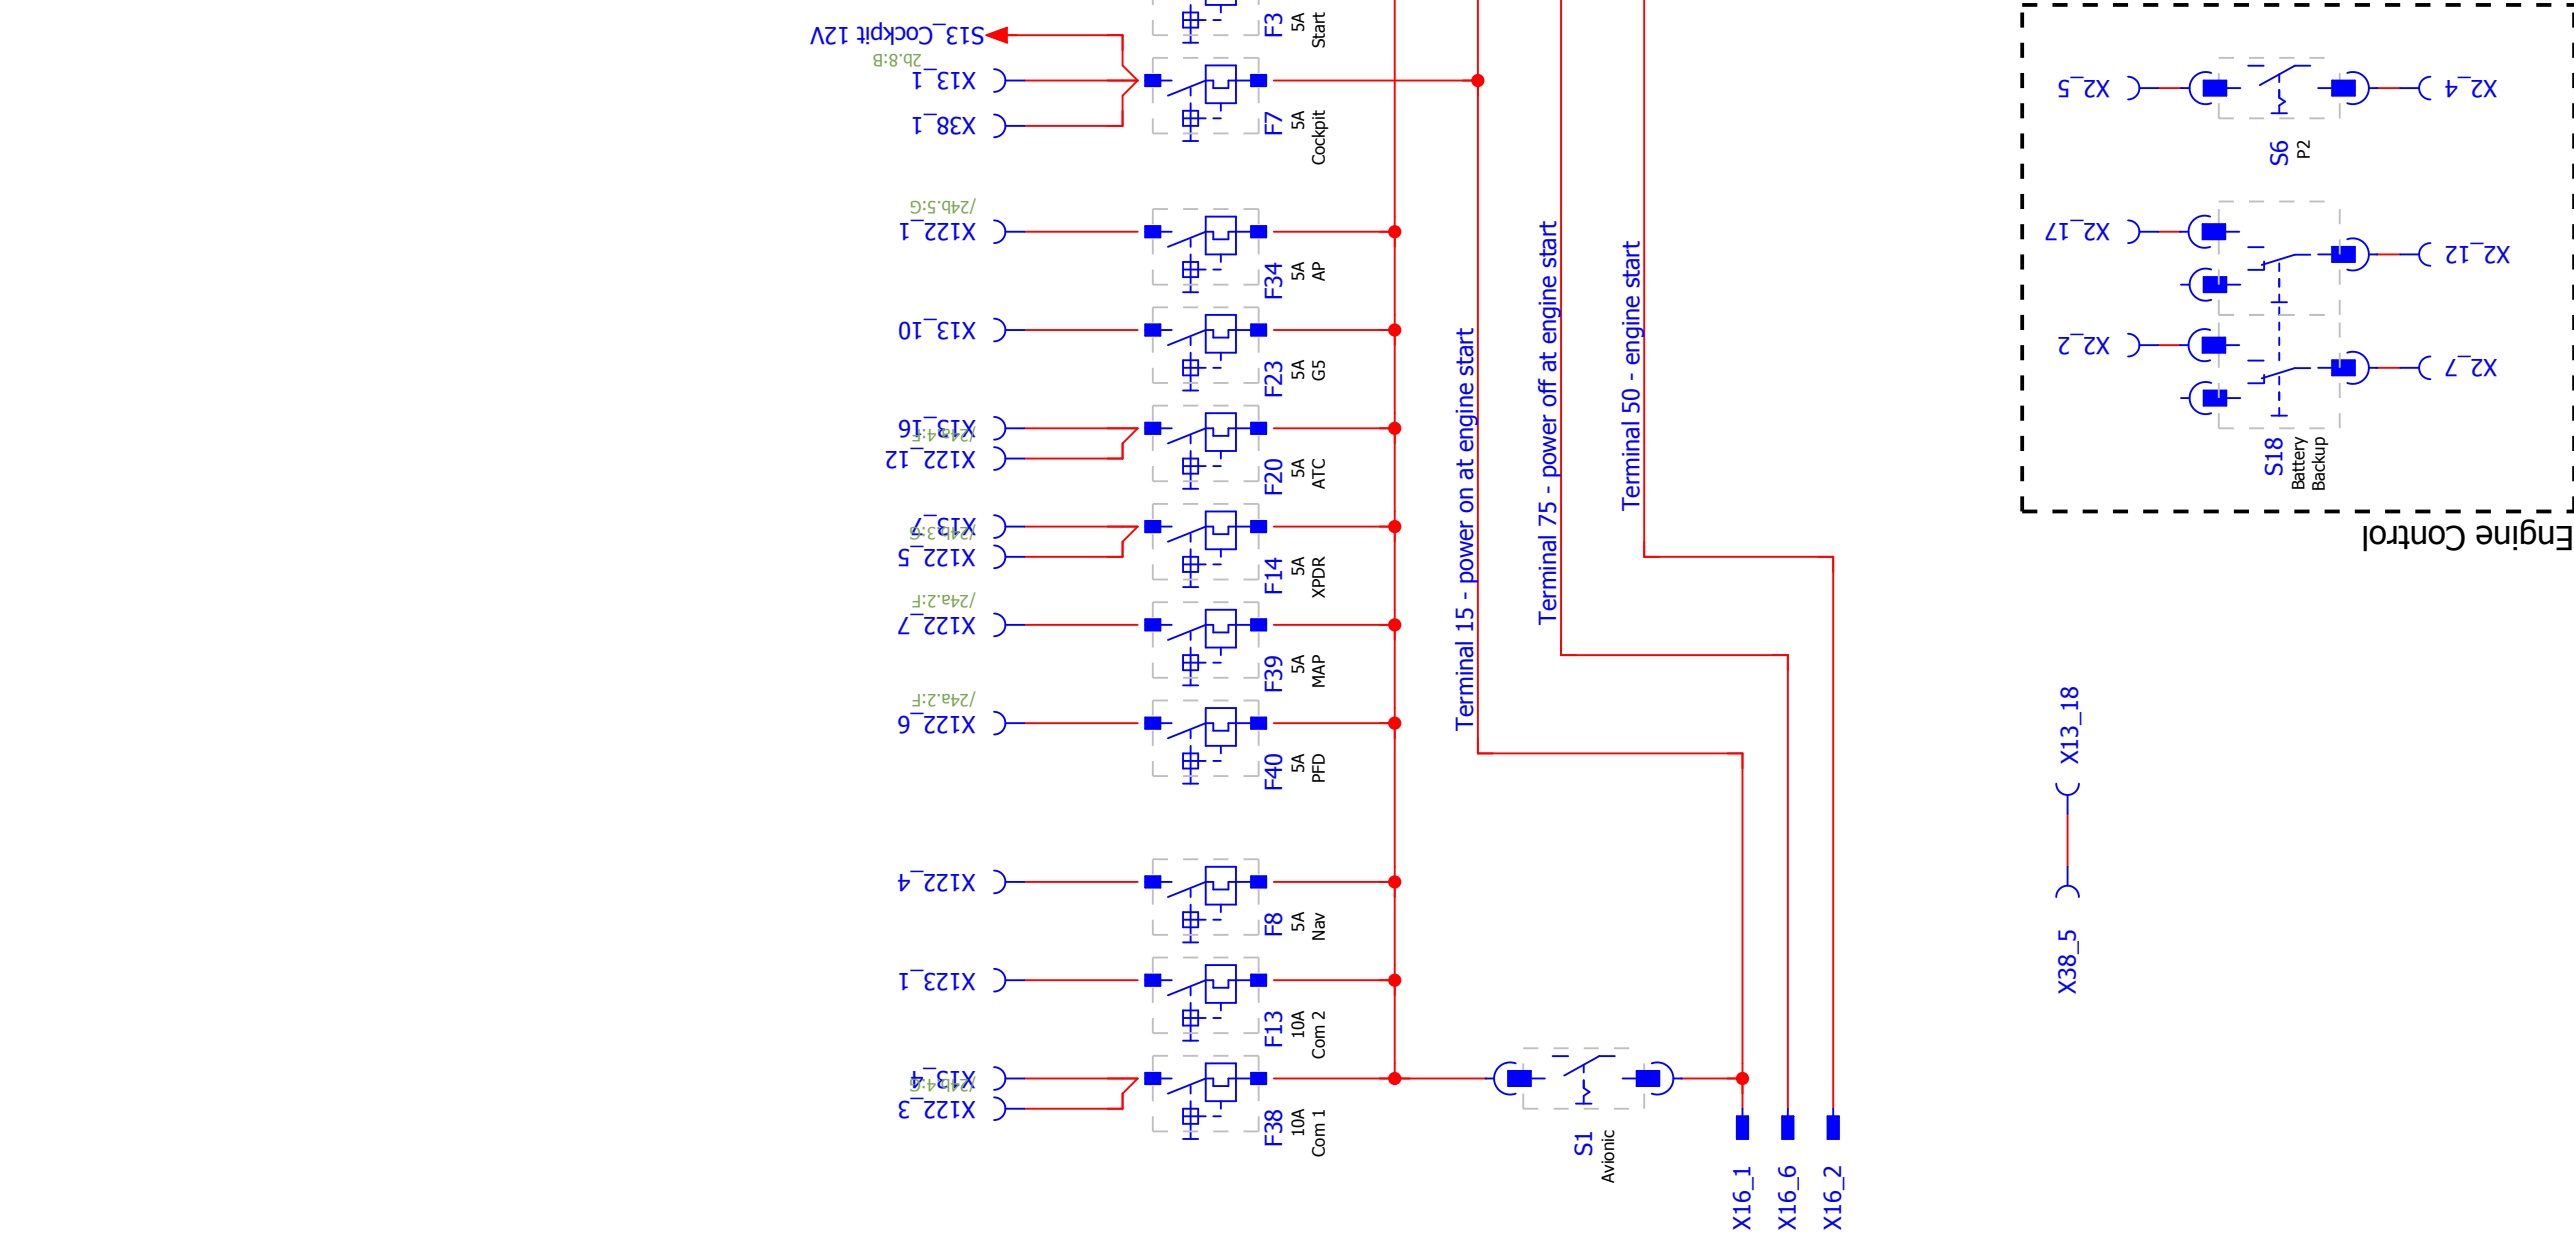 F3
5A
Start
S13_Cockpit 12V
2b.8:B
X13_1
X38_1
F7
5A
Cockpit
/24b.5:G
X122_1
F34
5A
AP
X13_10
F23
5A
G5
X13_16
/24a.4:F
X122_12
F20
5A
ATC
X13_7
/24b3:G
X122_5
F14
5A
XPDR
/24a.2:F
X122_7
F39
5A
MAP
/24a.2:F
X122_6
F40
5A
PFD
X122_4
F8
5A
Nav
X123_1
F13
10A
Com 2
X13_4
/24b4:G
X122_3
F38
10A
Com 1
Terminal 15 - power on at engine start
Terminal 75 - power off at engine start
Terminal 50 - engine start
S1
Avionic
X16_1
X16_6
X16_2
X2_5
X2_4
S6
P2
X2_17
X2_12
X2_2
X2_7
S18
Battery
Backup
Engine Control
X13_18
X38_5